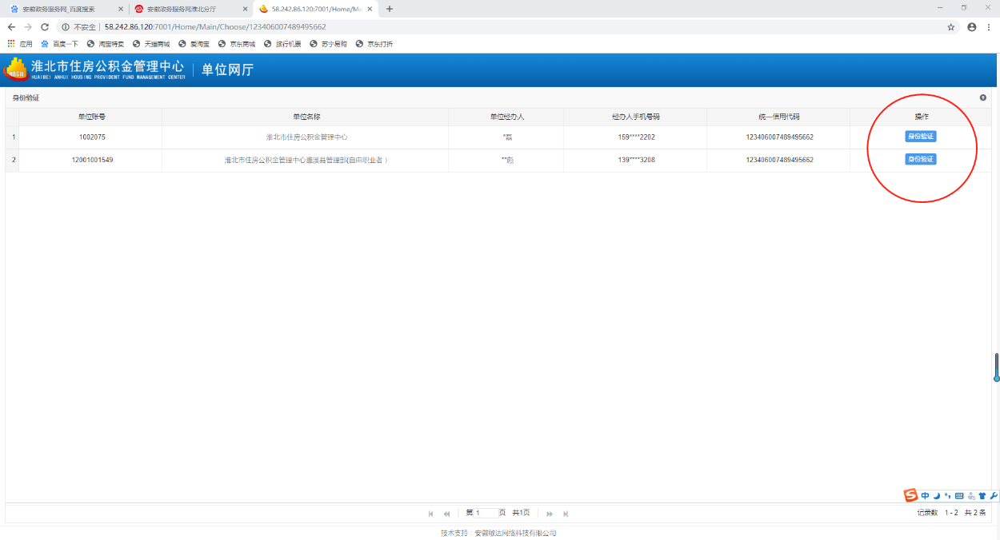 安徽政务服务网_百度搜索
安徽政务服务网淮北分厅
58.242.86.120:7001/Home/Ma
不安全 58.242.86.120:7001/Home/Main/Choose/123406007489495662
应用 百度一下 淘宝特卖 天猫商城 爱淘宝 京东商城 旅行机票 苏宁易购 京东打折
淮北市住房公积金管理中心 单位网厅
HUAIBEI ANHUI HOUSING PROVIDENT FUND MANAGEMENT CENTER
身份验证
单位账号 单位名称 单位经办人 经办人手机号码 统一信用代码 操作
1 1002075 淮北市住房公积金管理中心 159****2202 123406007489495662 身份验证
2 12001001549 淮北市住房公积金管理中心濉溪县管理部(自由职业者） **彪 139****3208 123406007489495662 身份验证
中
第 1 页 共1页
记录数 1 - 2 共 2 条
技术支持：安徽敏达网络科技有限公司